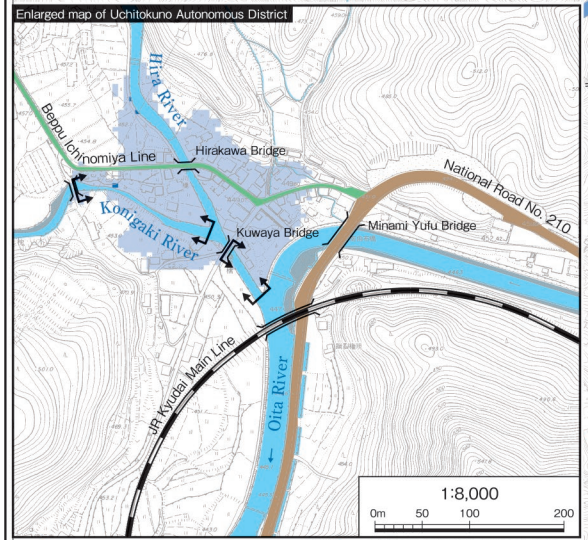 Enlarged map of Uchitokuno Autonomous District
Hira River
Beppu Ichinomiya Line
Hirakawa Bridge
National Road No. 210
Konigaki River
Kuwaya Bridge
Minami Yufu Bridge
JR Kyudai Main Line
Oita River
1:8,000
0m 50 100 200